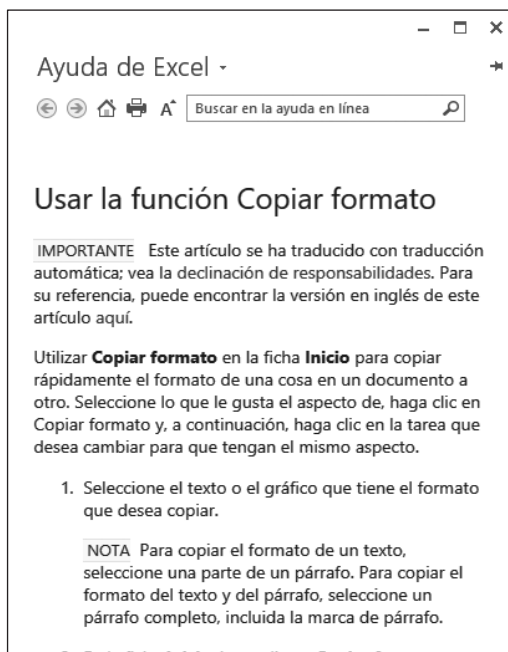 Ayuda de Excel
Buscar en la ayuda en línea
Usar la función Copiar formato
IMPORTANTE Este artículo se ha traducido con traducción
automática; vea la declinación de responsabilidades. Para
su referencia, puede encontrar la versión en inglés de este
artículo aquí.
Utilizar Copiar formato en la ficha Inicio para copiar
rápidamente el formato de una cosa en un documento a
otro. Seleccione lo que le gusta el aspecto de, haga clic en
Copiar formato y, a continuación, haga clic en la tarea que
desea cambiar para que tengan el mismo aspecto.
1. Seleccione el texto o el gráfico que tiene el formato
que desea copiar.
NOTA Para copiar el formato de un texto,
seleccione una parte de un párrafo. Para copiar el
formato del texto y del párrafo, seleccione un
párrafo completo, incluida la marca de párrafo.